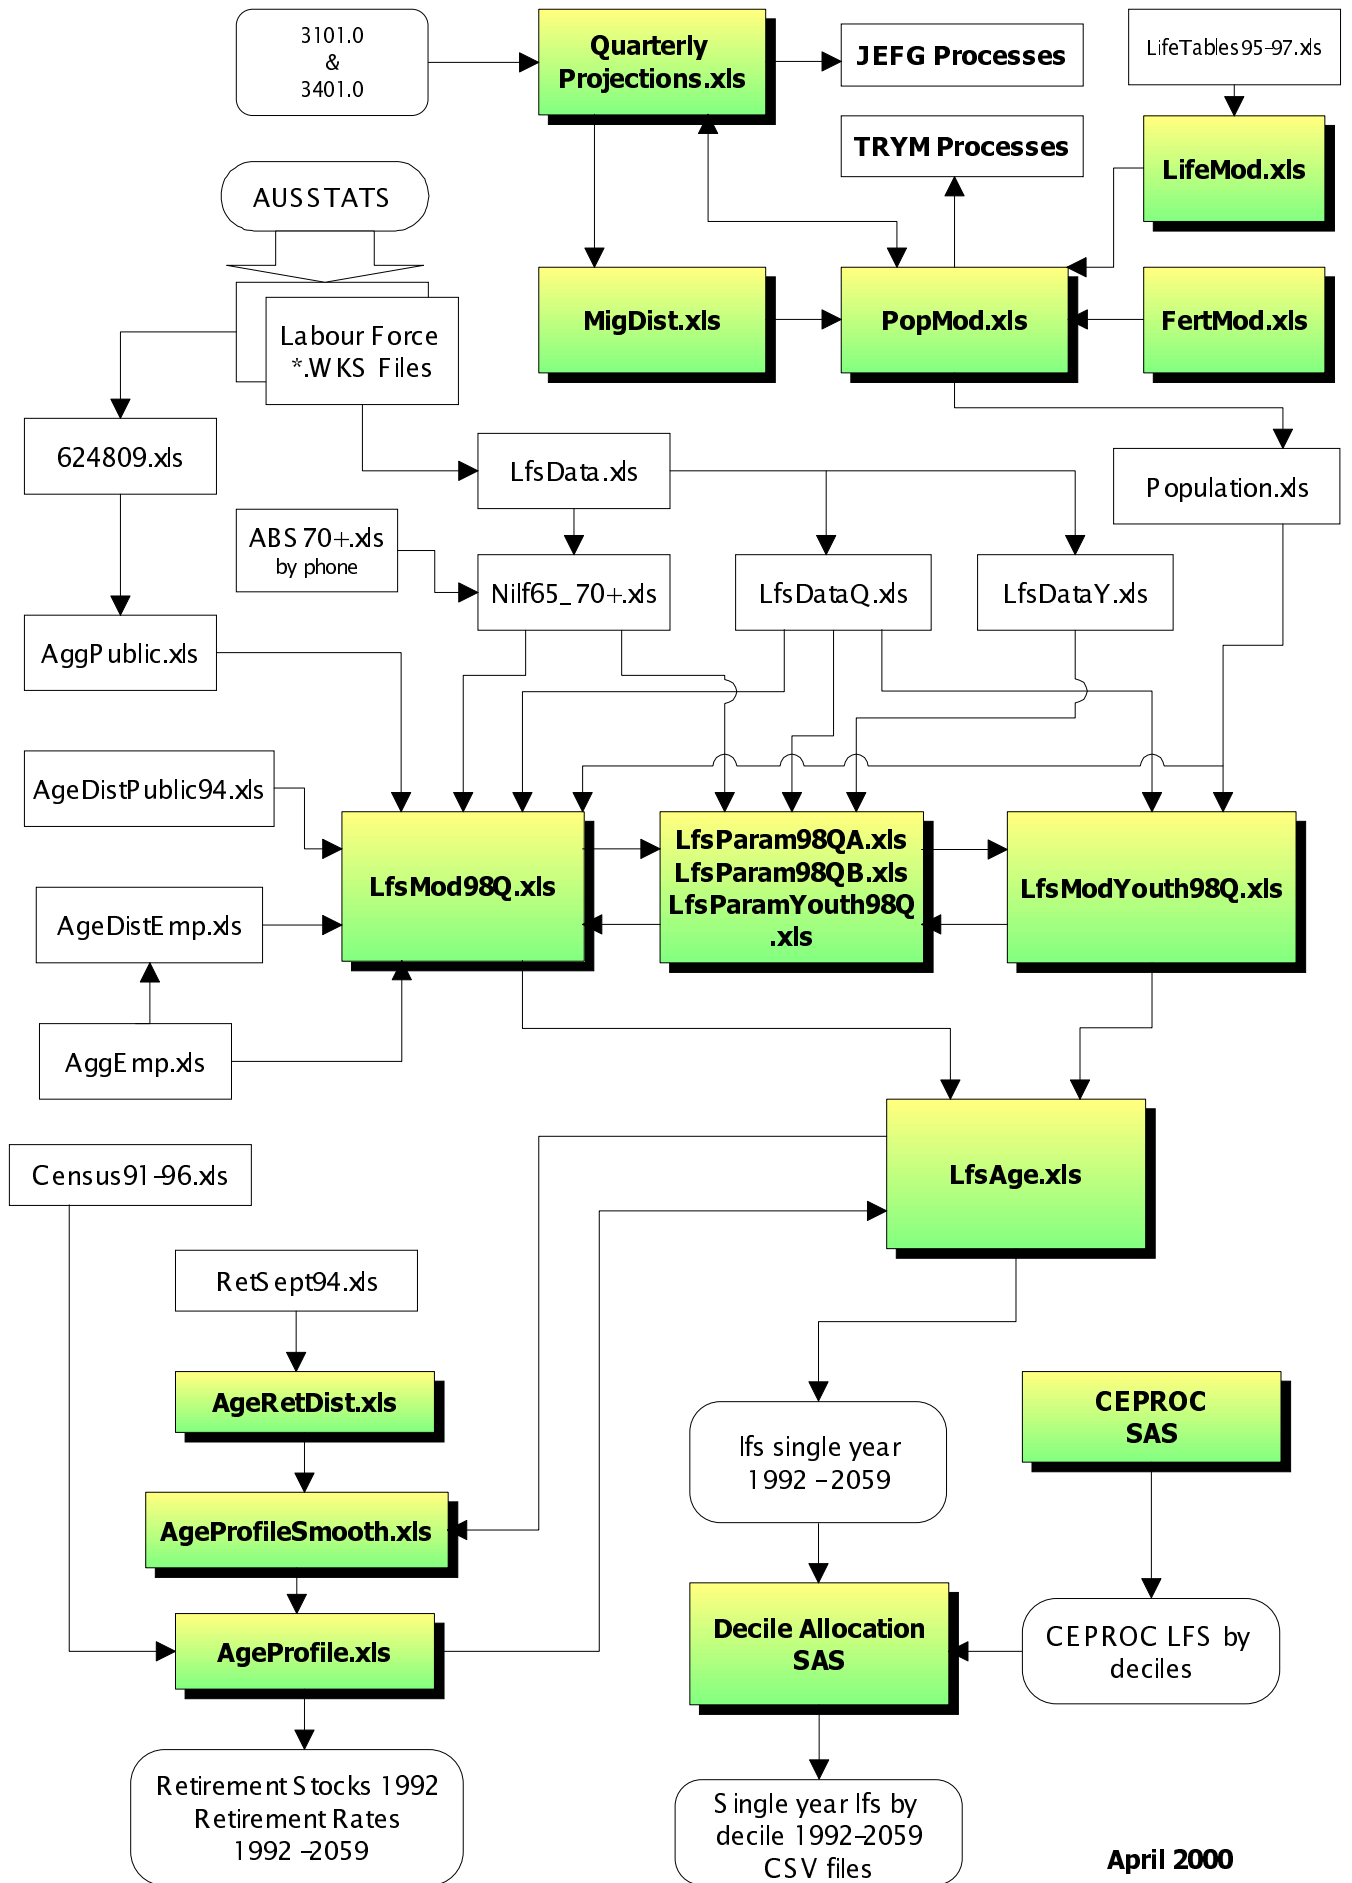 3101.0
&
3401.0
Quarterly
Projections.xls
JEFG Processes
LifeTables95-97.xls
TRYM Processes
LifeMod.xls
AUSSTATS
Labour Force
*.WKS Files
MigDist.xls
PopMod.xls
FertMod.xls
624809.xls
LfsData.xls
Population.xls
ABS 70+.xls
by phone
Nilf65_70+.xls
LfsDataQ.xls
LfsDataY.xls
AggPublic.xls
AgeDistPublic94.xls
LfsMod98Q.xls
LfsParam98QA.xls
LfsParam98QB.xls
LfsParamYouth98Q
.xls
LfsModYouth98Q.xls
AgeDistEmp.xls
AggEmp.xls
LfsAge.xls
Census91-96.xls
RetSept94.xls
AgeRetDist.xls
lfs single year
1992 -2059
CEPROC
SAS
AgeProfileSmooth.xls
AgeProfile.xls
Decile Allocation
SAS
CEPROC LFS by
deciles
Retirement Stocks 1992
Retirement Rates
1992 -2059
Single year lfs by
decile 1992-2059
CSV files
April 2000